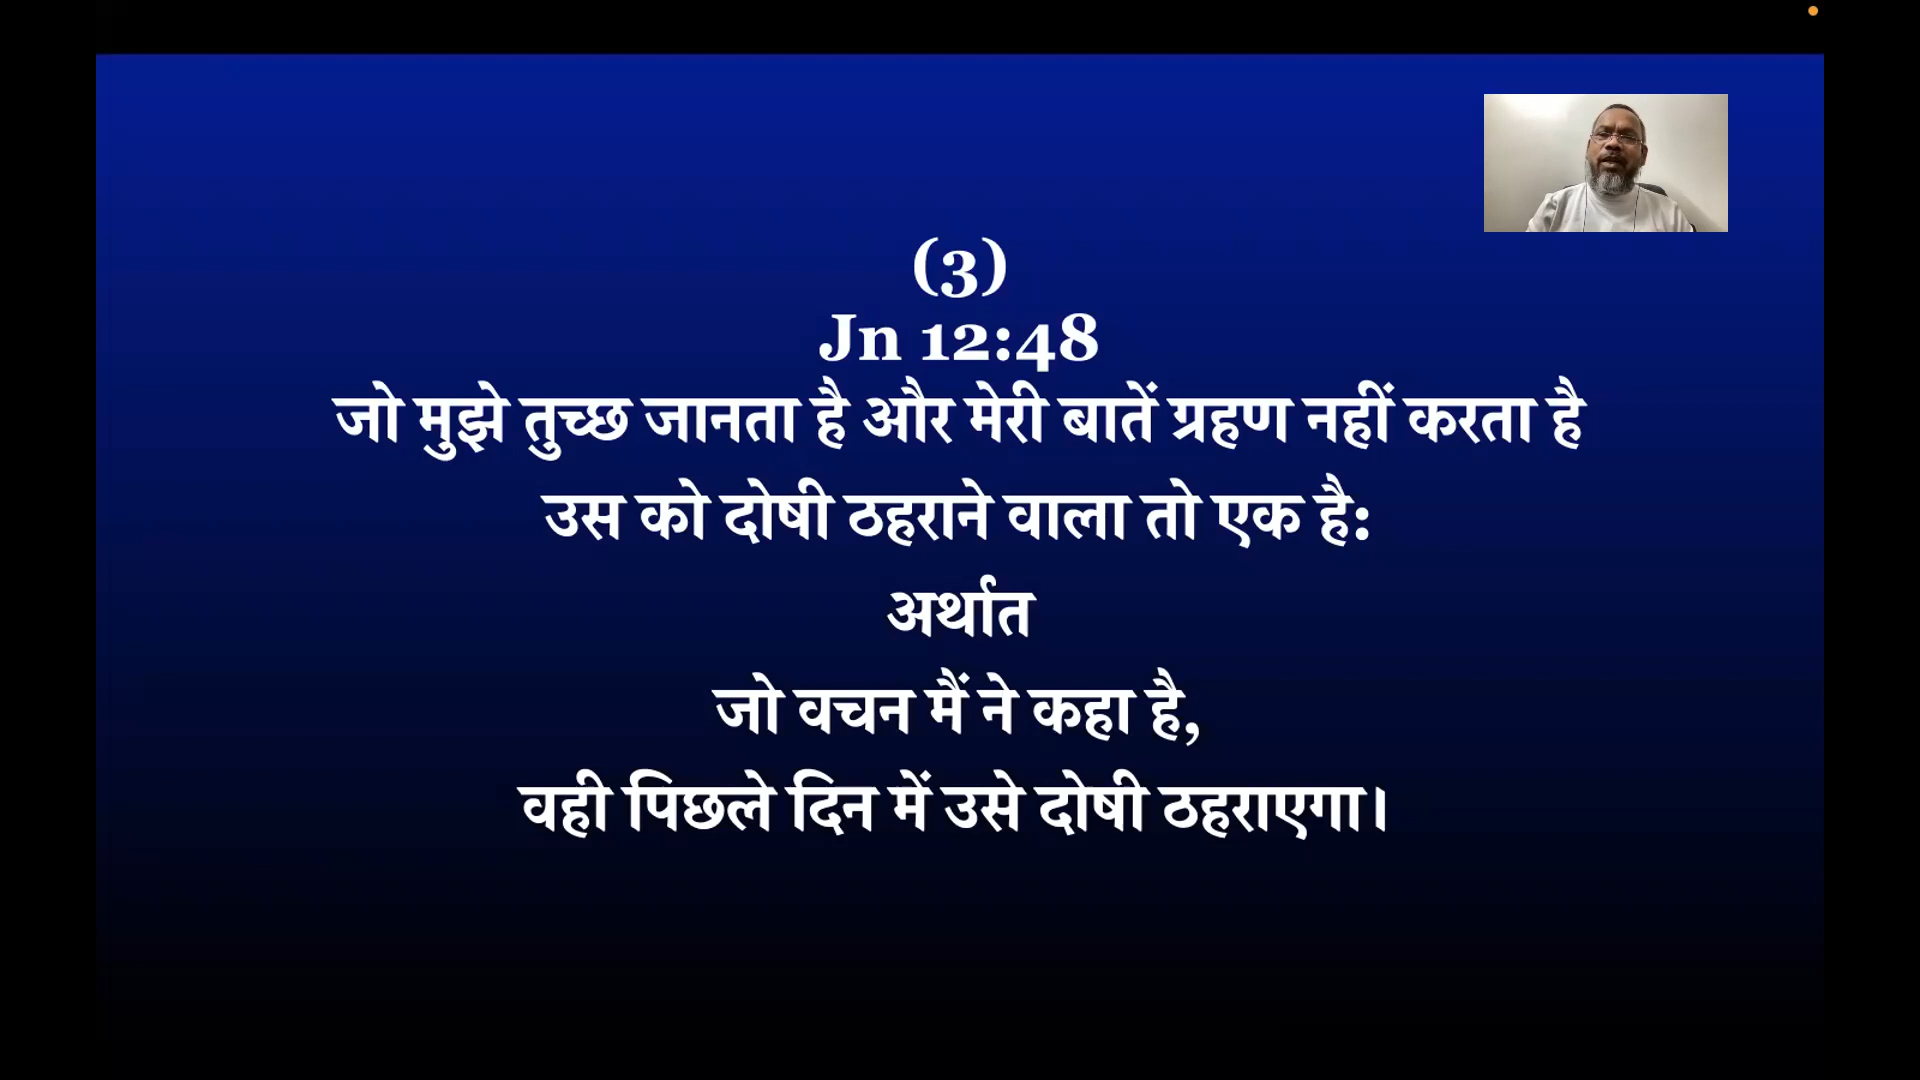 (3)
Jn 12:48
जो मुझे तुच्छ जानता है और मेरी बातें ग्रहण नहीं करता है
उस को दोषी ठहराने वाला तो एक है:
अर्थात
जो वचन मैं ने कहा है,
वही पिछले दिन में उसे दोषी ठहराएगा।